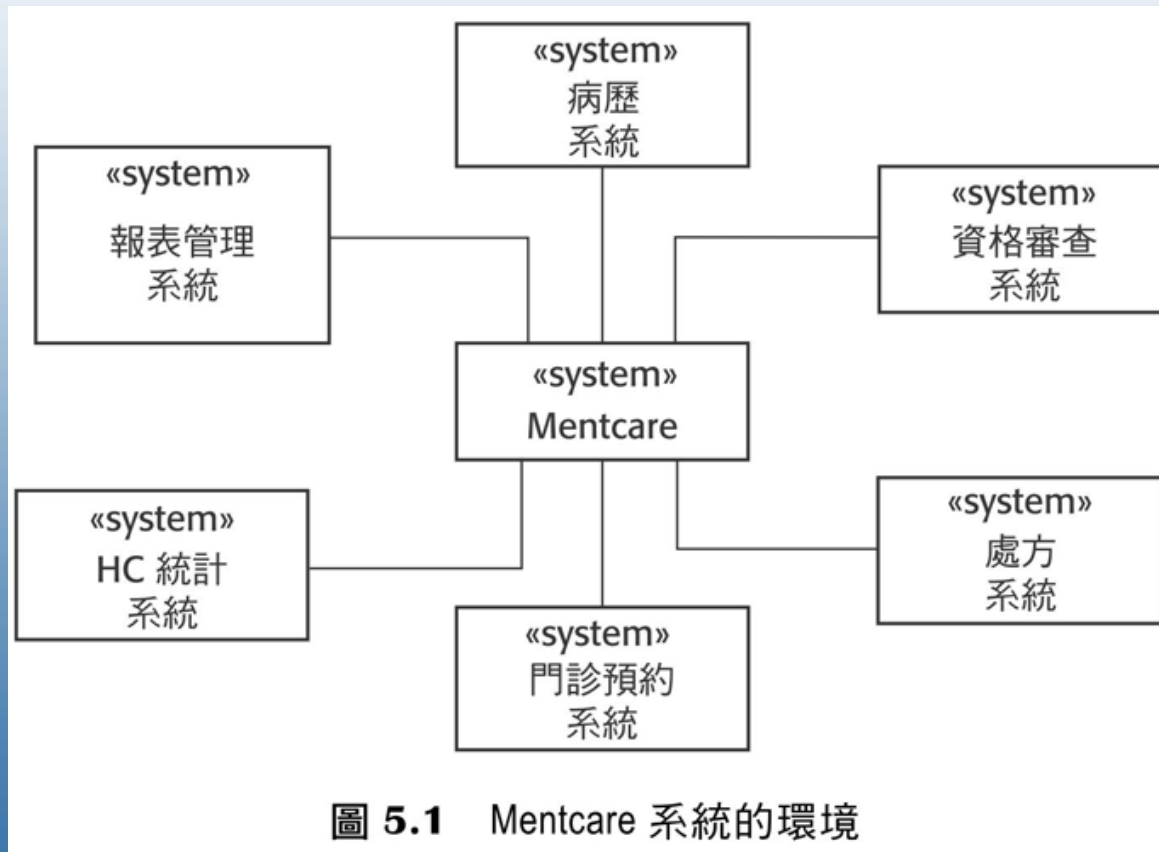 «system»
病歷
系統
«system»
報表管理
系統
«system»
資格審查
系統
«system»
Mentcare
«system»
HC 統計
系統
«system»
處方
系統
«system»
門診預約
系統
圖 5.1 Mentcare 系統的環境